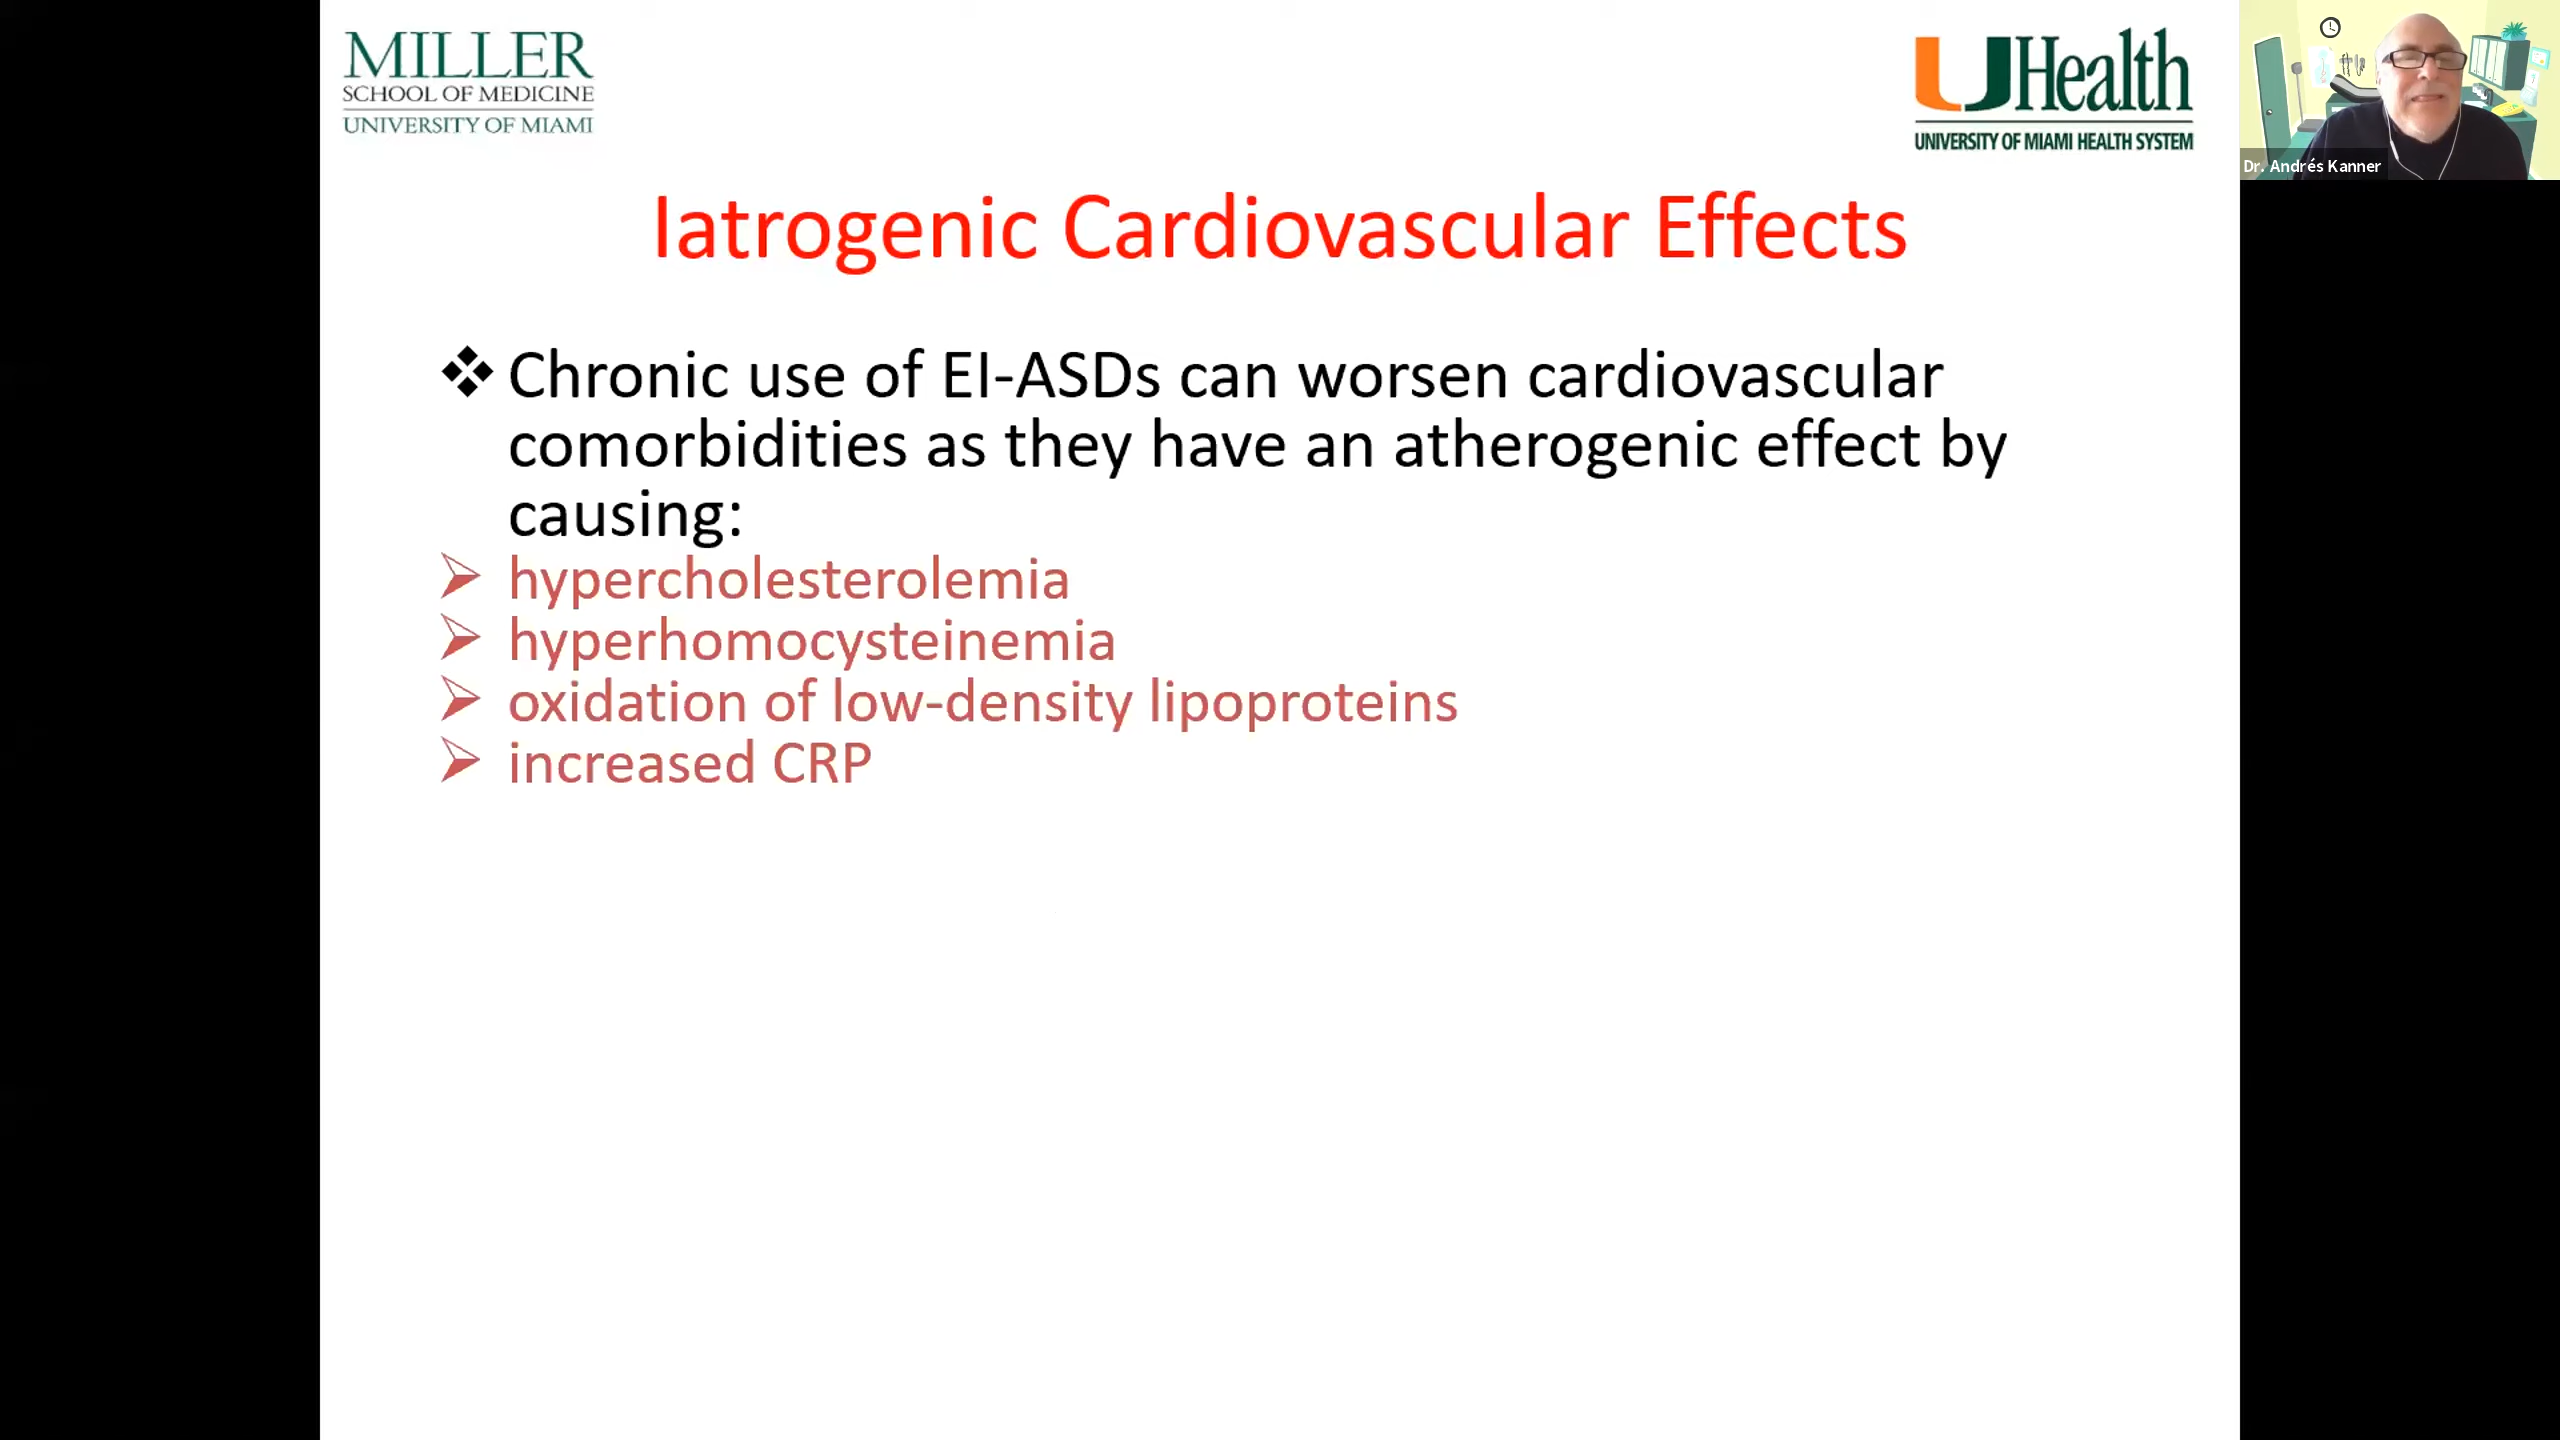 MILLER
SCHOOL OF MEDICINE
UNIVERSITY OF MIAMI
UHealth
UNIVERSITY OF MIAMI HEALTH SYSTEM
Dr. Andrés Kanner
Iatrogenic Cardiovascular Effects
Chronic use of EI-ASDs can worsen cardiovascular
comorbidities as they have an atherogenic effect by
causing:
hypercholesterolemia
hyperhomocysteinemia
oxidation of low-density lipoproteins
increased CRP